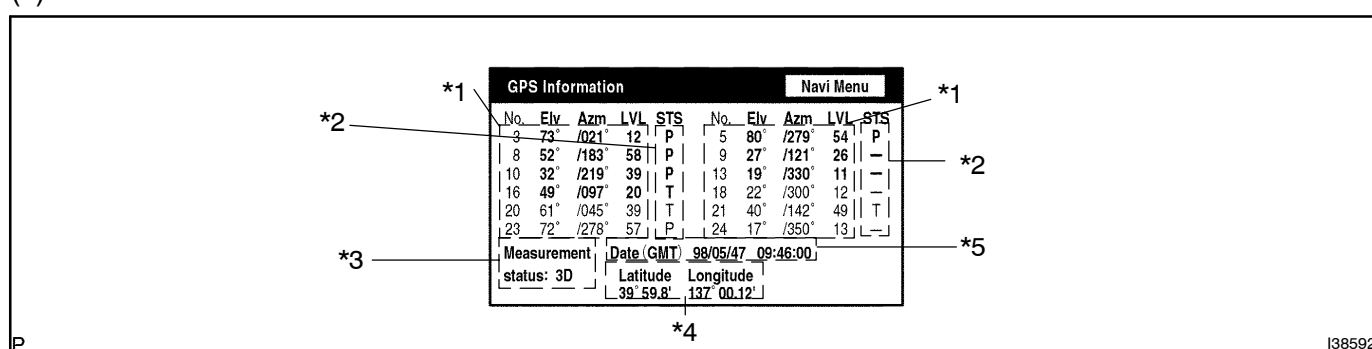 GPS Information Navi Menu
*1 *1
*2
No. Elv Azm LVL STS No. Elv Azm LVL STS
3 73° /021° 12 P 5 80° /279° 54 P
8 52° /183° 58 P 9 27° /121° 26 –
10 32° /219° 39 P 13 19° /330° 11 –
*2
16 49° /097° 20 T 18 22° /300° 12 –
20 61° /045° 39 T 21 40° /142° 49 T
23 72° /278° 57 P 24 17° /350° 13 –
*3 Measurement Date (GMT) 98/05/47 09:46:00 *5
status: 3D Latitude Longitude
39° 59.8' 137° 00.12'
*4
P I38592